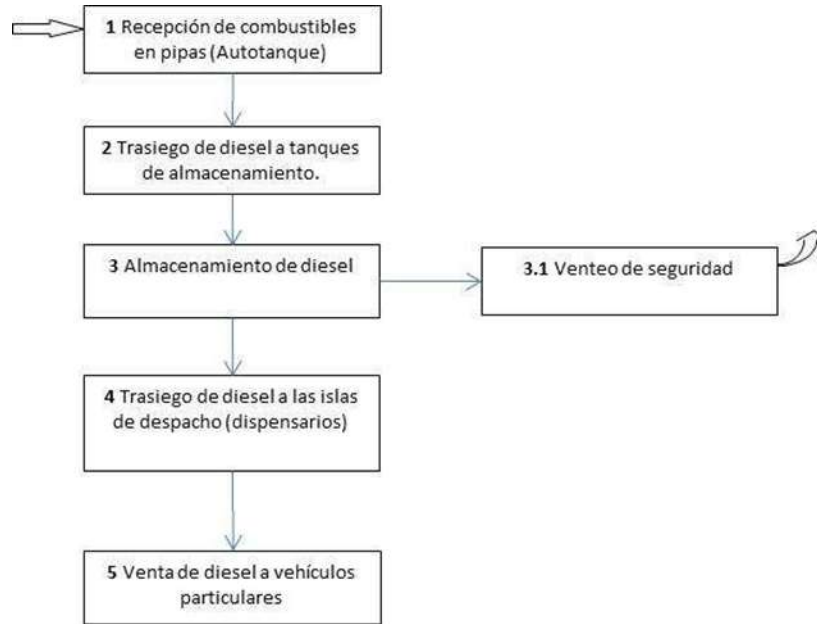 1 Recepción de combustibles
en pipas (Autotanque)
2 Trasiego de diesel a tanques
de almacenamiento.
3 Almacenamiento de diesel
3.1 Venteo de seguridad
4 Trasiego de diesel a las islas
de despacho (dispensarios)
5 Venta de diesel a vehículos
particulares